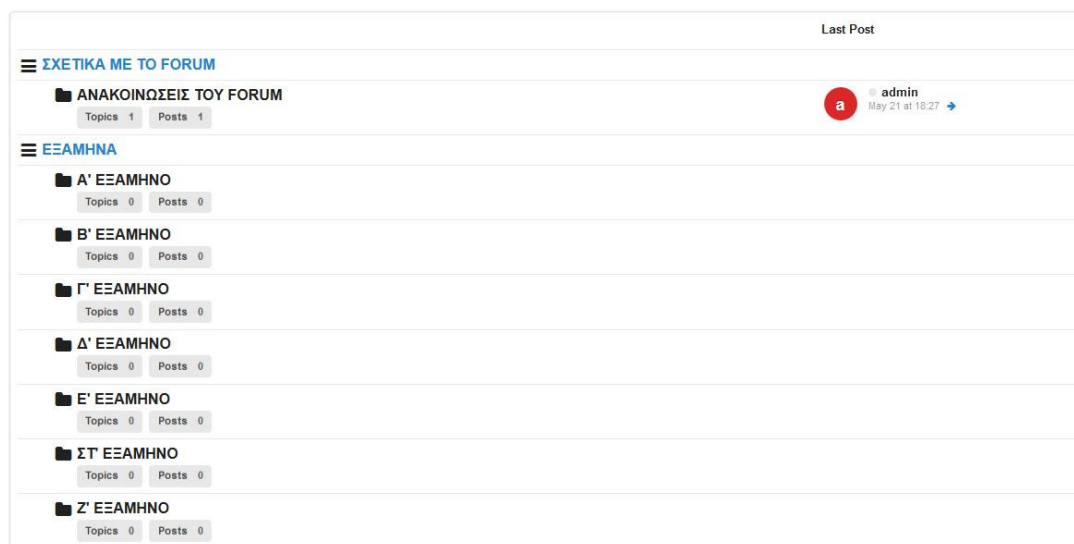 Last Post
ΣΧΕΤΙΚΑ ΜΕ ΤΟ FORUM
ΑΝΑΚΟΙΝΩΣΕΙΣ ΤΟΥ FORUM
Topics 1 Posts 1
a
admin
May 21 at 18:27
ΕΞΑΜΗΝΑ
Α' ΕΞΑΜΗΝΟ
Topics 0 Posts 0
Β' ΕΞΑΜΗΝΟ
Topics 0 Posts 0
Γ' ΕΞΑΜΗΝΟ
Topics 0 Posts 0
Δ' ΕΞΑΜΗΝΟ
Topics 0 Posts 0
Ε' ΕΞΑΜΗΝΟ
Topics 0 Posts 0
ΣΤ' ΕΞΑΜΗΝΟ
Topics 0 Posts 0
Ζ' ΕΞΑΜΗΝΟ
Topics 0 Posts 0